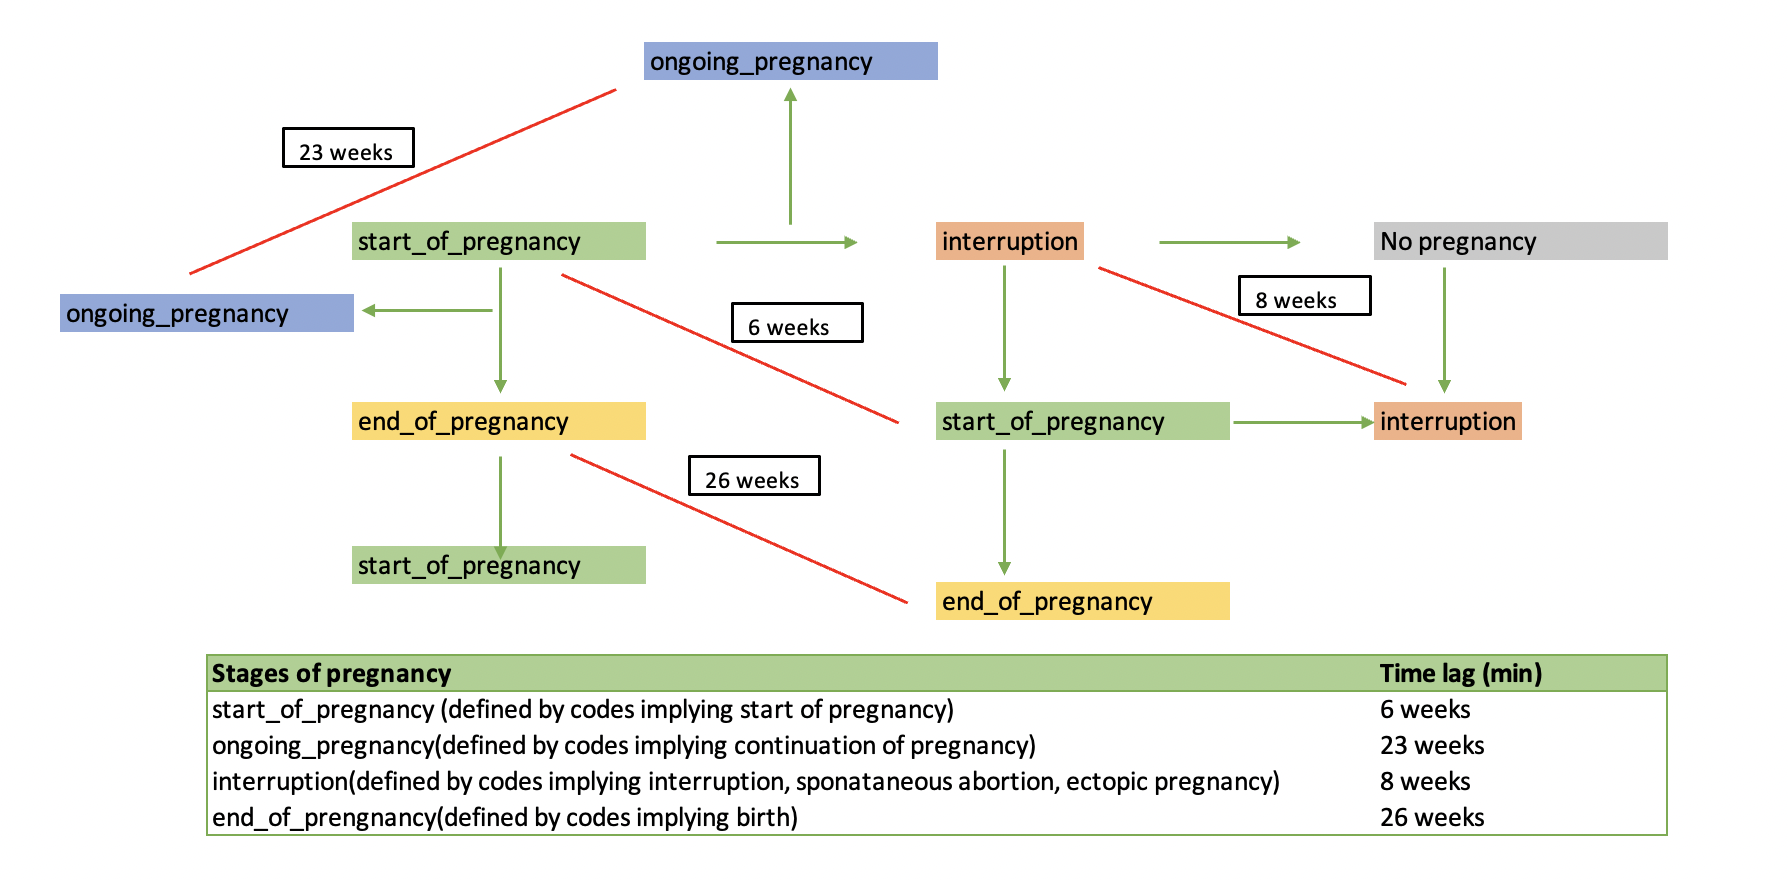 ongoing_pregnancy
23 weeks
start_of_pregnancy
interruption
No pregnancy
ongoing_pregnancy
6 weeks
8 weeks
end_of_pregnancy
start_of_pregnancy
interruption
26 weeks
start_of_pregnancy
end_of_pregnancy
Stages of pregnancy Time lag (min)
start_of_pregnancy (defined by codes implying start of pregnancy) 6 weeks
ongoing_pregnancy(defined by codes implying continuation of pregnancy) 23 weeks
interruption(defined by codes implying interruption, sponataneous abortion, ectopic pregnancy) 8 weeks
end_of_prengnancy(defined by codes implying birth) 26 weeks